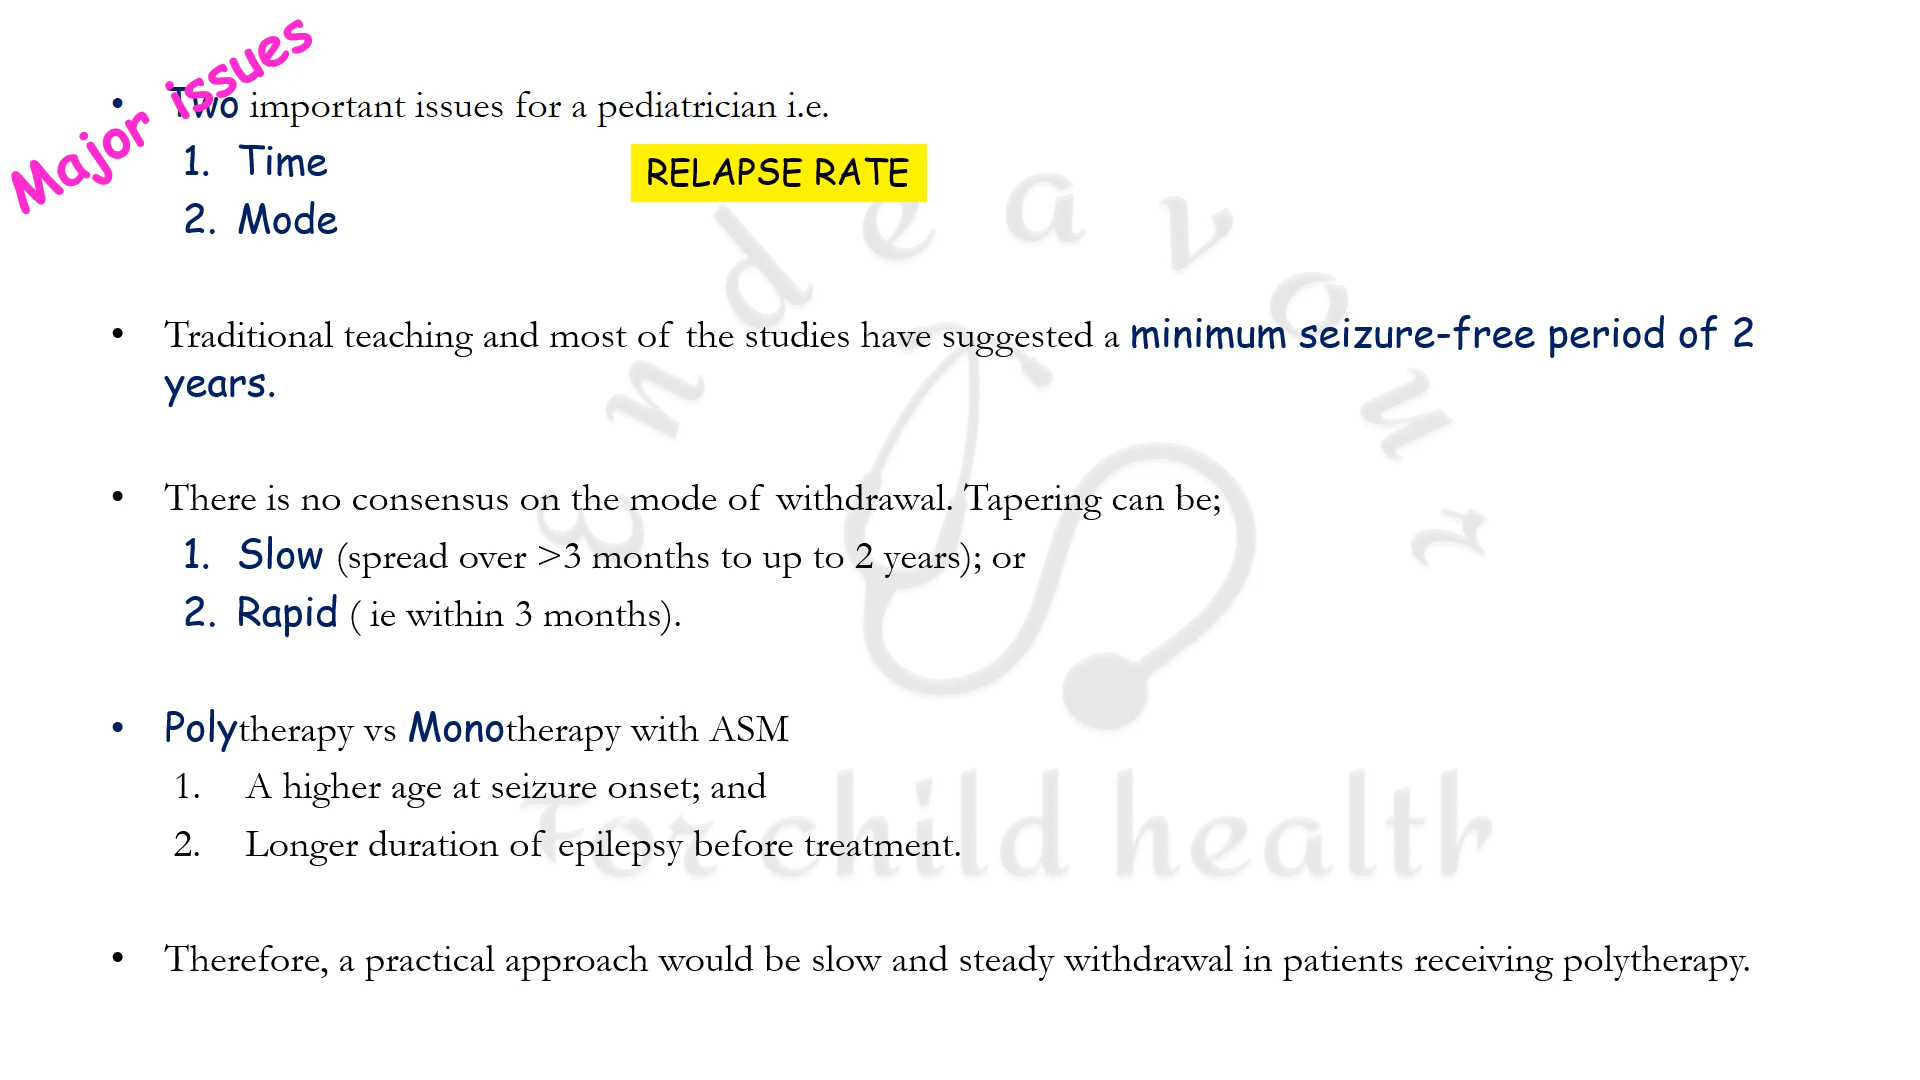 Major issues
• Two important issues for a pediatrician i.e.
1. Time
RELAPSE RATE
2. Mode
• Traditional teaching and most of the studies have suggested a minimum seizure-free period of 2
years.
• There is no consensus on the mode of withdrawal. Tapering can be;
1. Slow (spread over >3 months to up to 2 years); or
2. Rapid ( ie within 3 months).
• Polytherapy vs Monotherapy with ASM
1. A higher age at seizure onset; and
2. Longer duration of epilepsy before treatment.
• Therefore, a practical approach would be slow and steady withdrawal in patients receiving polytherapy.
Endeavour
For child health